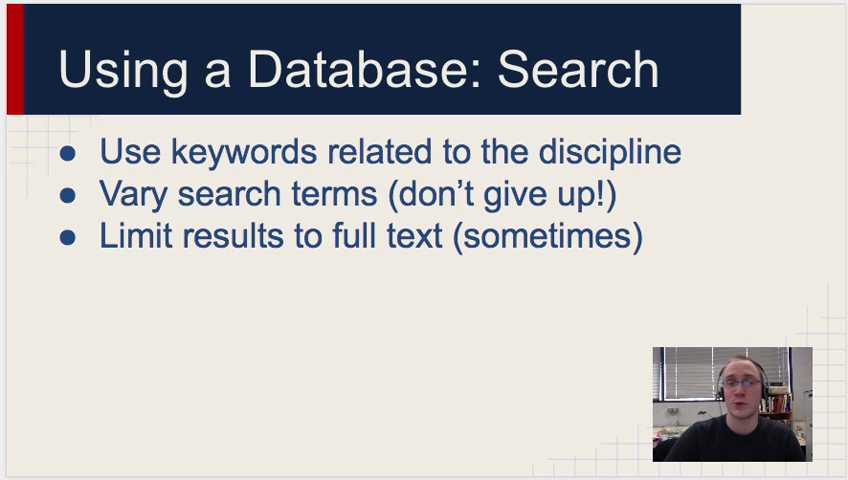 Using a Database: Search
● Use keywords related to the discipline
● Vary search terms (don’t give up!)
● Limit results to full text (sometimes)